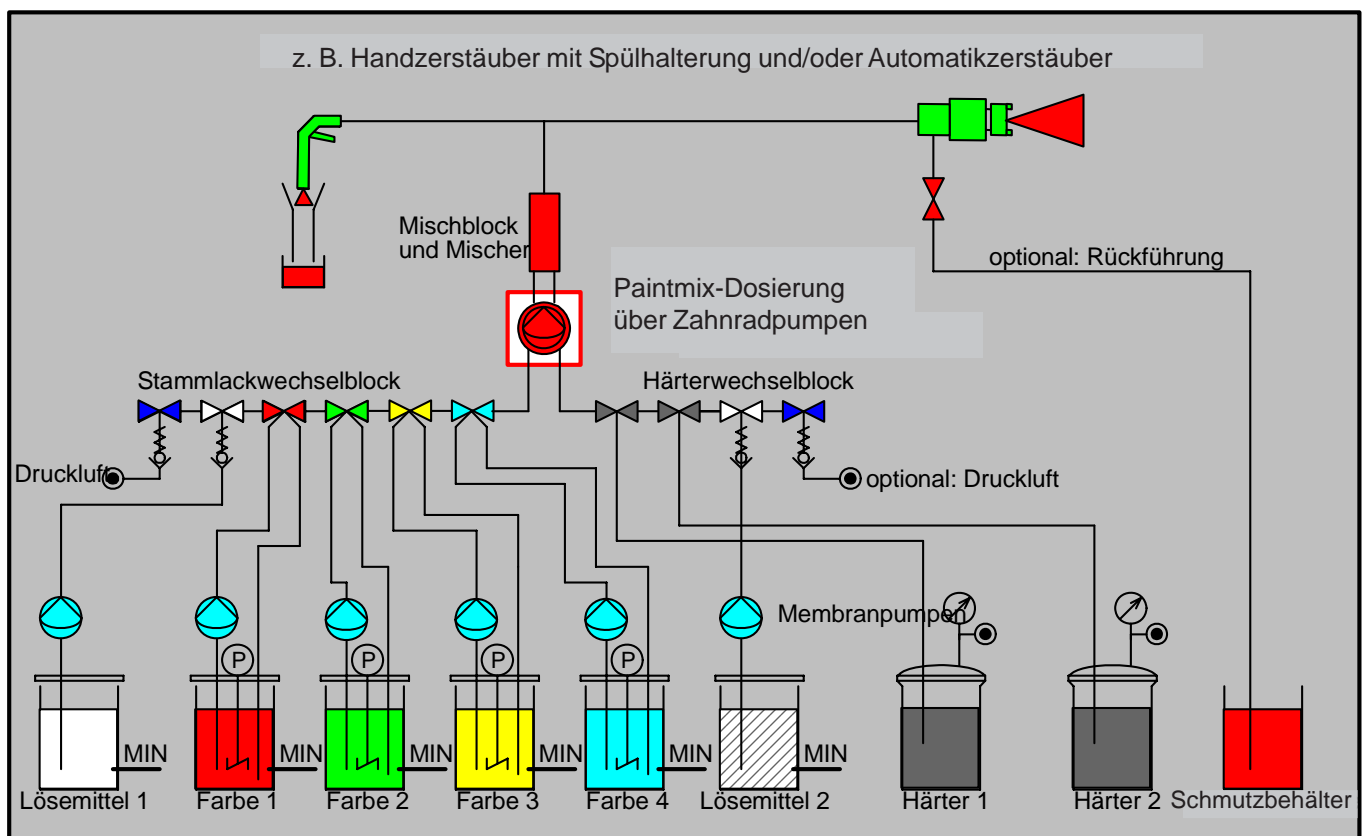 z. B. Handzerstäuber mit Spülhalterung und/oder Automatikzerstäuber
Mischblock
und Mischer
optional: Rückführung
Paintmix-Dosierung
über Zahnradpumpen
Stammlackwechselblock
Härterwechselblock
Druckluft
optional: Druckluft
Membranpumpen
P
P
P
P
MIN
MIN
MIN
MIN
MIN
MIN
Lösemittel 1
Farbe 1
Farbe 2
Farbe 3
Farbe 4
Lösemittel 2
Härter 1
Härter 2
Schmutzbehälter